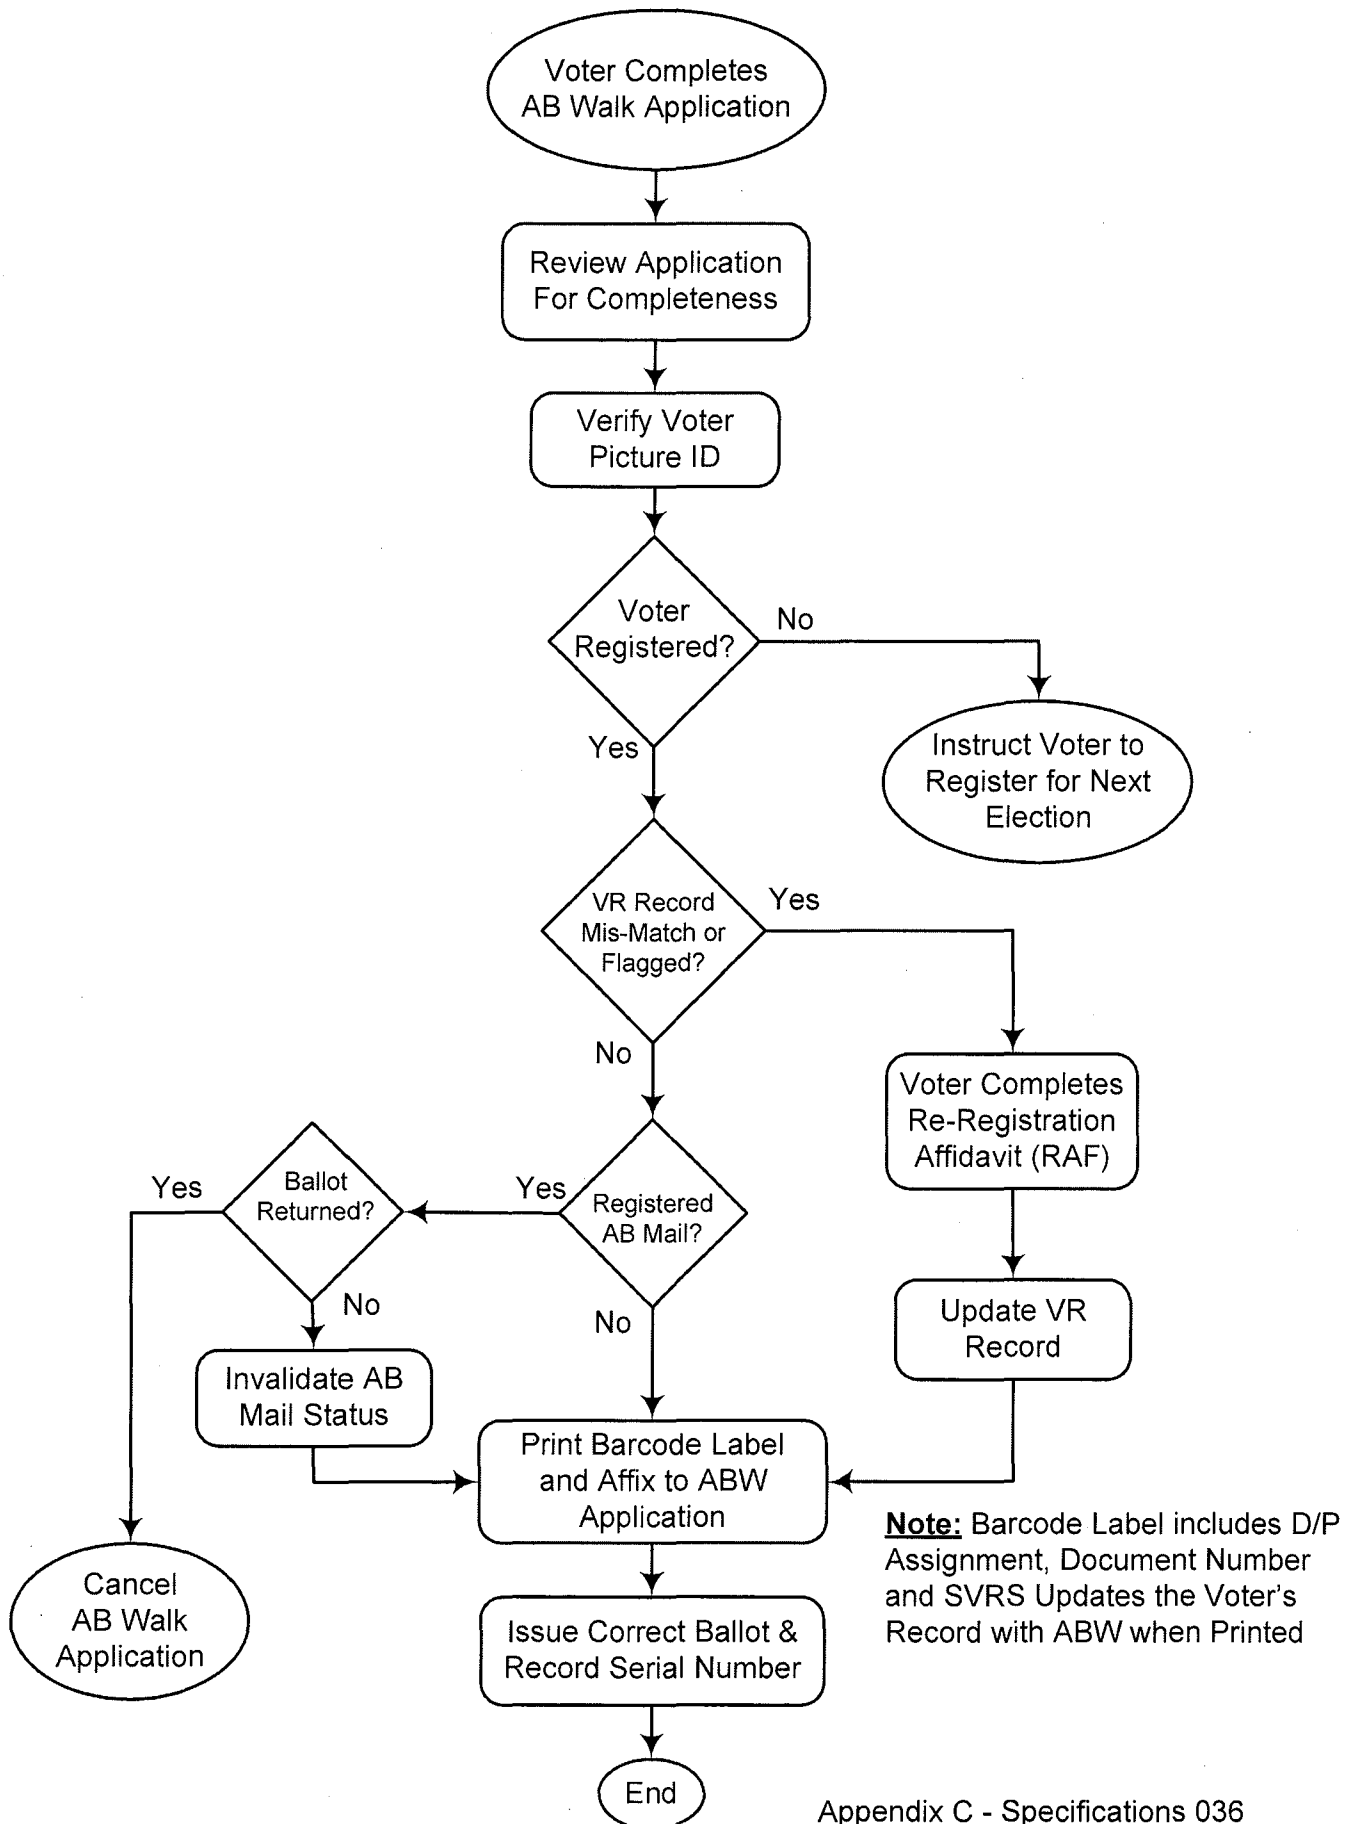 Voter Completes
AB Walk Application
Review Application
For Completeness
Verify Voter
Picture ID
Voter
Registered?
No
Yes
Instruct Voter to
Register for Next
Election
VR Record
Mis-Match or
Flagged?
Yes
No
Voter Completes
Re-Registration
Affidavit (RAF)
Registered
AB Mail?
Yes
Ballot
Returned?
Yes
No
No
Update VR
Record
Invalidate AB
Mail Status
Print Barcode Label
and Affix to ABW
Application
Note: Barcode Label includes D/P
Assignment, Document Number
and SVRS Updates the Voter's
Record with ABW when Printed
Cancel
AB Walk
Application
Issue Correct Ballot &
Record Serial Number
End
Appendix C - Specifications 036